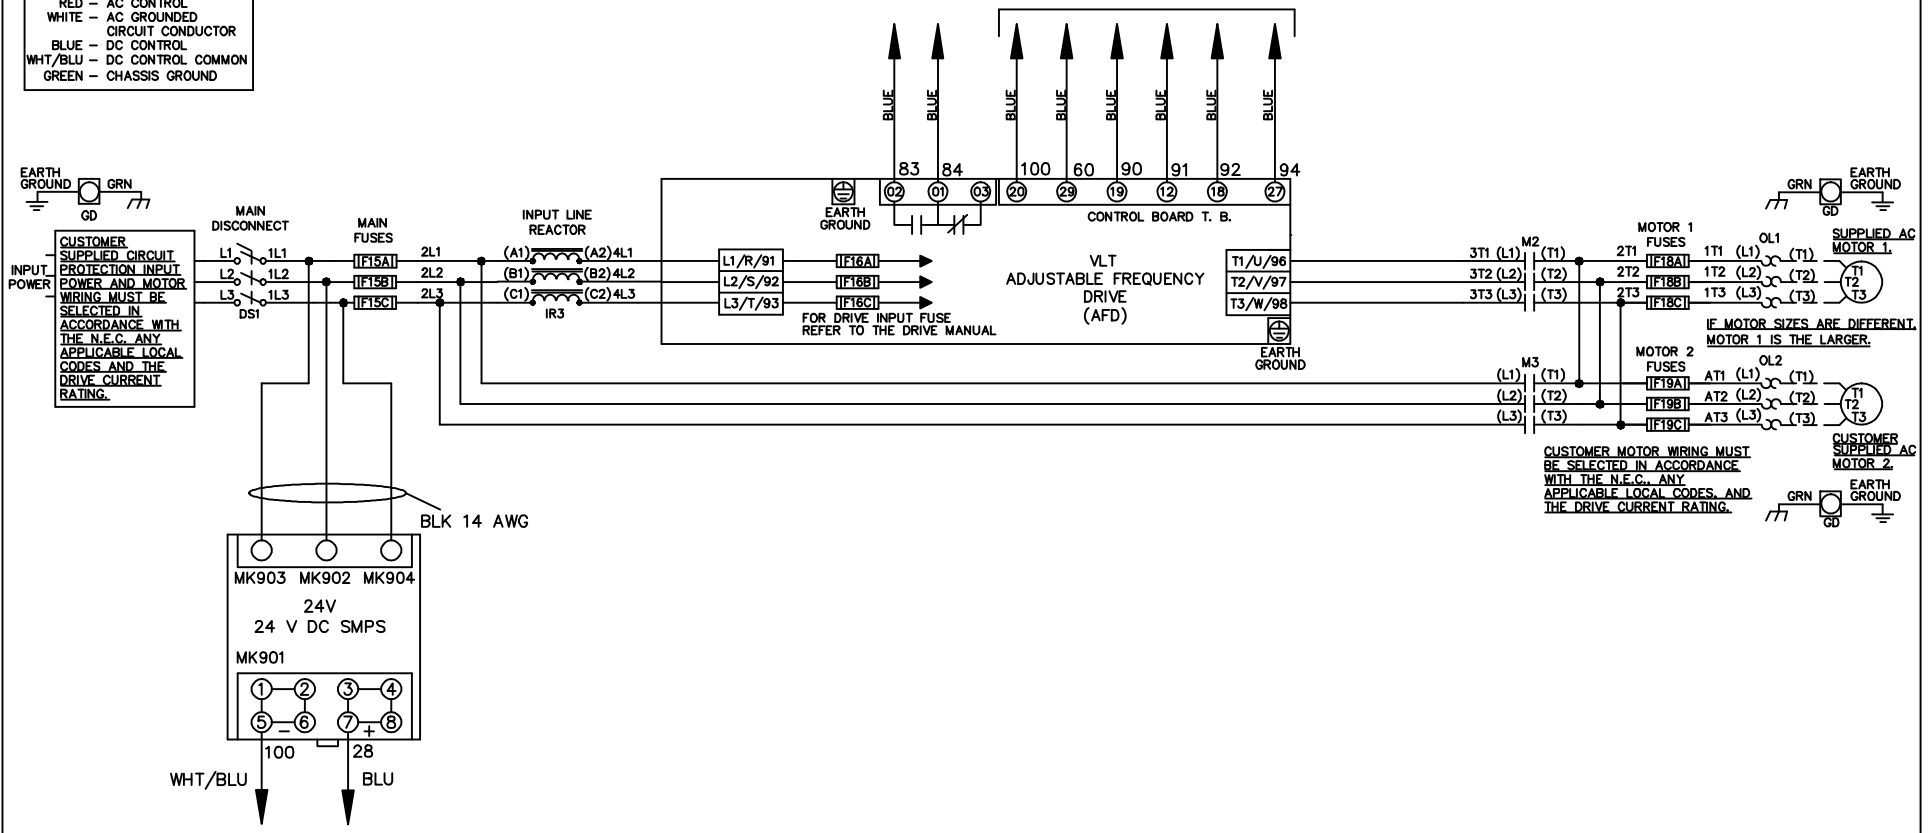 RED – AC CONTROL
WHITE – AC GROUNDED
CIRCUIT CONDUCTOR
BLUE – DC CONTROL
WHT/BLU – DC CONTROL COMMON
GREEN – CHASSIS GROUND
BLUE
BLUE
BLUE
BLUE
BLUE
BLUE
BLUE
BLUE
83
84
100
60
90
91
92
94
02
01
03
20
29
19
12
18
27
EARTH
GROUND
CONTROL BOARD T. B.
EARTH
GROUND
GRN
GD
INPUT
POWER
CUSTOMER
SUPPLIED CIRCUIT
PROTECTION INPUT
POWER AND MOTOR
WIRING MUST BE
SELECTED IN
ACCORDANCE WITH
THE N.E.C. ANY
APPLICABLE LOCAL
CODES AND THE
DRIVE CURRENT
RATING.
MAIN
DISCONNECT
L1
1L1
L2
1L2
L3
1L3
DS1
MAIN
FUSES
F15A
F15B
F15C
2L1
2L2
2L3
INPUT LINE
REACTOR
(A1)
(A2)
4L1
(B1)
(B2)
4L2
(C1)
(C2)
4L3
IR3
L1/R/91
L2/S/92
L3/T/93
F16A
F16B
F16C
FOR DRIVE INPUT FUSE
REFER TO THE DRIVE MANUAL
VLT
ADJUSTABLE FREQUENCY
DRIVE
(AFD)
T1/U/96
T2/V/97
T3/W/98
EARTH
GROUND
M2
3T1 (L1) (T1)
3T2 (L2) (T2)
3T3 (L3) (T3)
2T1
2T2
2T3
MOTOR 1
FUSES
F18A
F18B
F18C
1T1 (L1)
1T2 (L2)
1T3 (L3)
OL1
(T1)
(T2)
(T3)
GRN
GD
EARTH
GROUND
SUPPLIED AC
MOTOR 1.
T1
T2
T3
IF MOTOR SIZES ARE DIFFERENT,
MOTOR 1 IS THE LARGER.
M3
(L1) (T1)
(L2) (T2)
(L3) (T3)
MOTOR 2
FUSES
F19A
F19B
F19C
AT1 (L1)
AT2 (L2)
AT3 (L3)
OL2
(T1)
(T2)
(T3)
T1
T2
T3
CUSTOMER
SUPPLIED AC
MOTOR 2.
CUSTOMER MOTOR WIRING MUST
BE SELECTED IN ACCORDANCE
WITH THE N.E.C., ANY
APPLICABLE LOCAL CODES, AND
THE DRIVE CURRENT RATING.
GRN
GD
EARTH
GROUND
BLK 14 AWG
MK903 MK902 MK904
24V
24 V DC SMPS
MK901
1
2
3
4
5
6
7
8
–
+
100
28
WHT/BLU
BLU